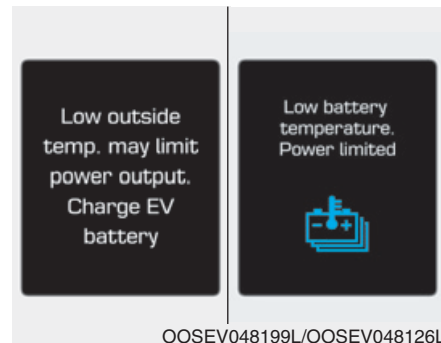 Low outside
temp. may limit
power output.
Charge EV
battery
Low battery
temperature.
Power limited
OOSEV048199L/OOSEV048126L